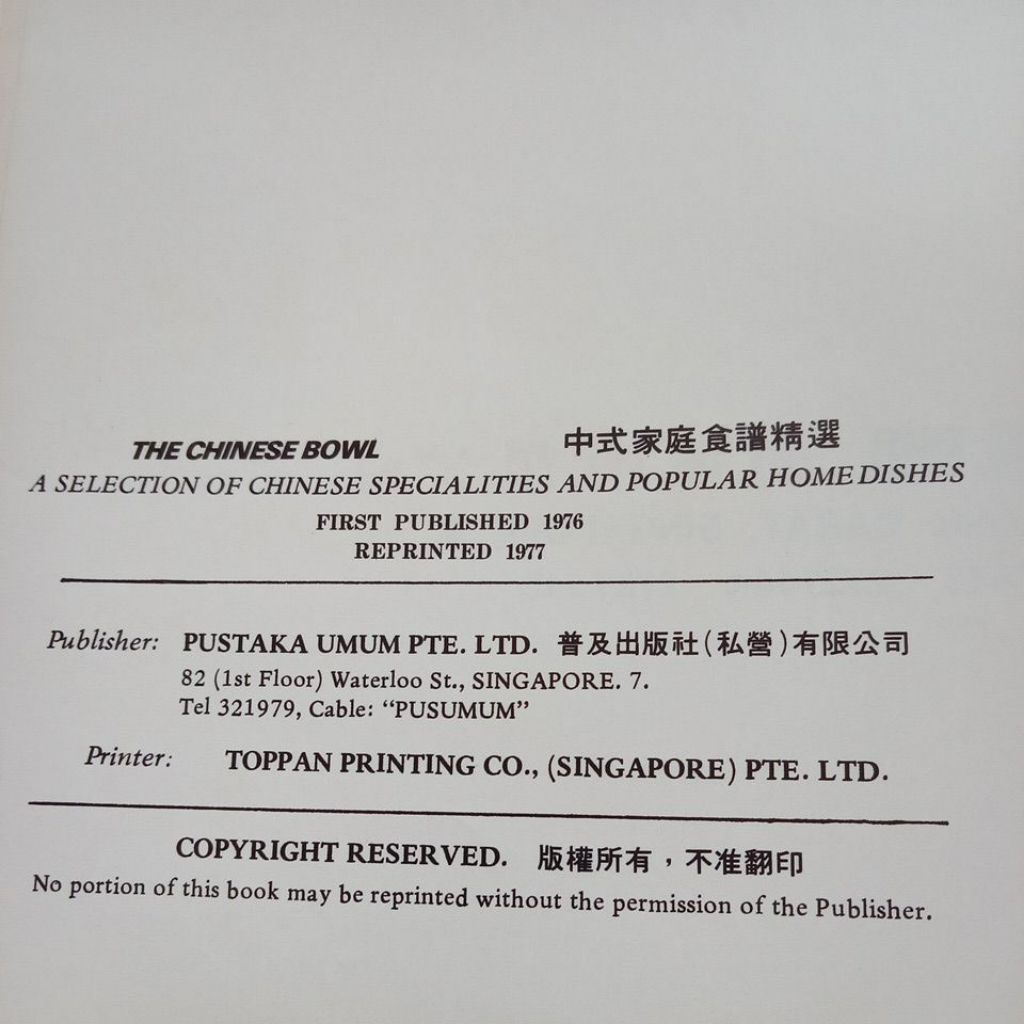 THE CHINESE BOWL 中式家庭食譜精選
A SELECTION OF CHINESE SPECIALITIES AND POPULAR HOME DISHES
FIRST PUBLISHED 1976
REPRINTED 1977
Publisher: PUSTAKA UMUM PTE. LTD. 普及出版社(私營)有限公司
82 (1st Floor) Waterloo St., SINGAPORE. 7.
Tel 321979, Cable: “PUSUMUM”
Printer: TOPPAN PRINTING CO., (SINGAPORE) PTE. LTD.
COPYRIGHT RESERVED. 版權所有，不准翻印
No portion of this book may be reprinted without the permission of the Publisher.